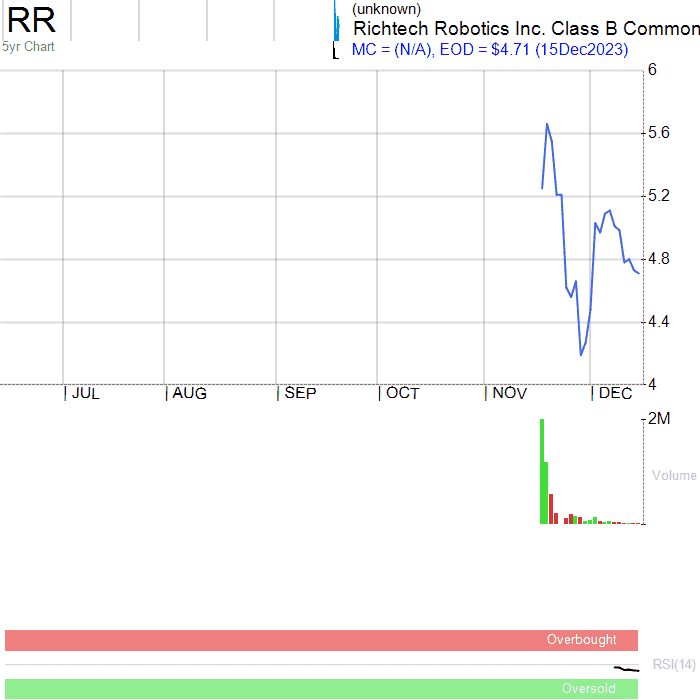 RR
5yr Chart
(unknown)
Richtech Robotics Inc. Class B Common
MC = (N/A), EOD = $4.71 (15Dec2023)
6
5.6
5.2
4.8
4.4
4
JUL AUG SEP OCT NOV DEC
2M
Volume
Overbought
RSI(14)
Oversold